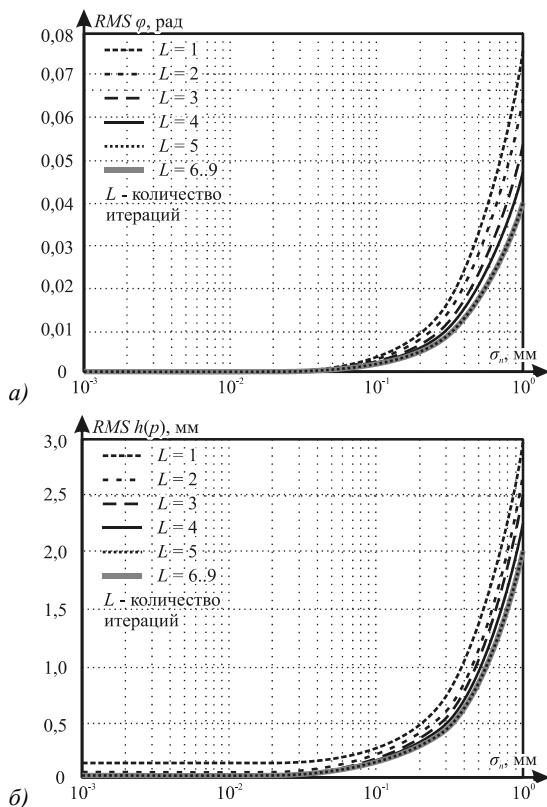 RMS φ, рад
0,08
0,07
0,06
0,05
0,04
0,03
0,02
0,01
0
L = 1
L = 2
L = 3
L = 4
L = 5
L = 6..9
L - количество
итераций
σₙ, мм
10⁻³
10⁻²
10⁻¹
10⁰
а)
RMS h(p), мм
3,0
2,5
2,0
1,5
1,0
0,5
0
L = 1
L = 2
L = 3
L = 4
L = 5
L = 6..9
L - количество
итераций
σₙ, мм
10⁻³
10⁻²
10⁻¹
10⁰
б)